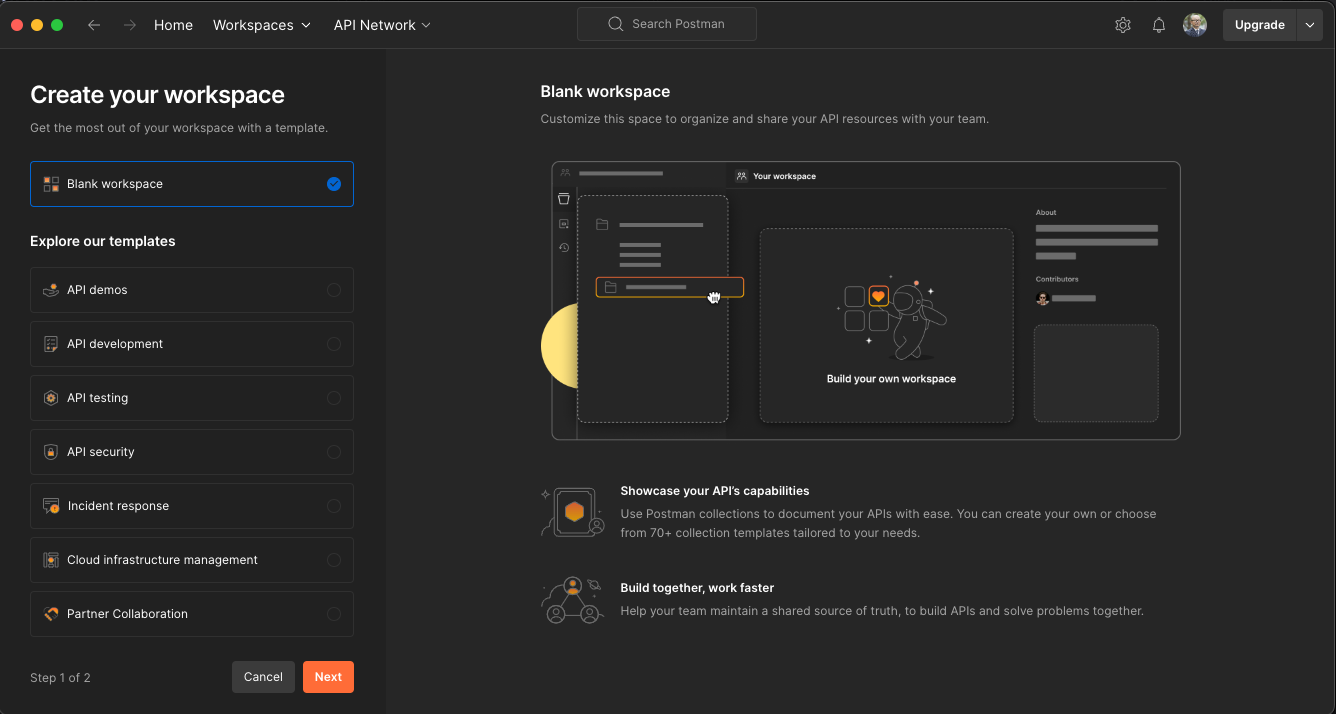 Home
Workspaces
API Network
Search Postman
Upgrade
Create your workspace
Get the most out of your workspace with a template.
Blank workspace
Explore our templates
API demos
API development
API testing
API security
Incident response
Cloud infrastructure management
Partner Collaboration
Step 1 of 2
Cancel
Next
Blank workspace
Customize this space to organize and share your API resources with your team.
Your workspace
About
Contributors
Build your own workspace
Showcase your API’s capabilities
Use Postman collections to document your APIs with ease. You can create your own or choose
from 70+ collection templates tailored to your needs.
Build together, work faster
Help your team maintain a shared source of truth, to build APIs and solve problems together.